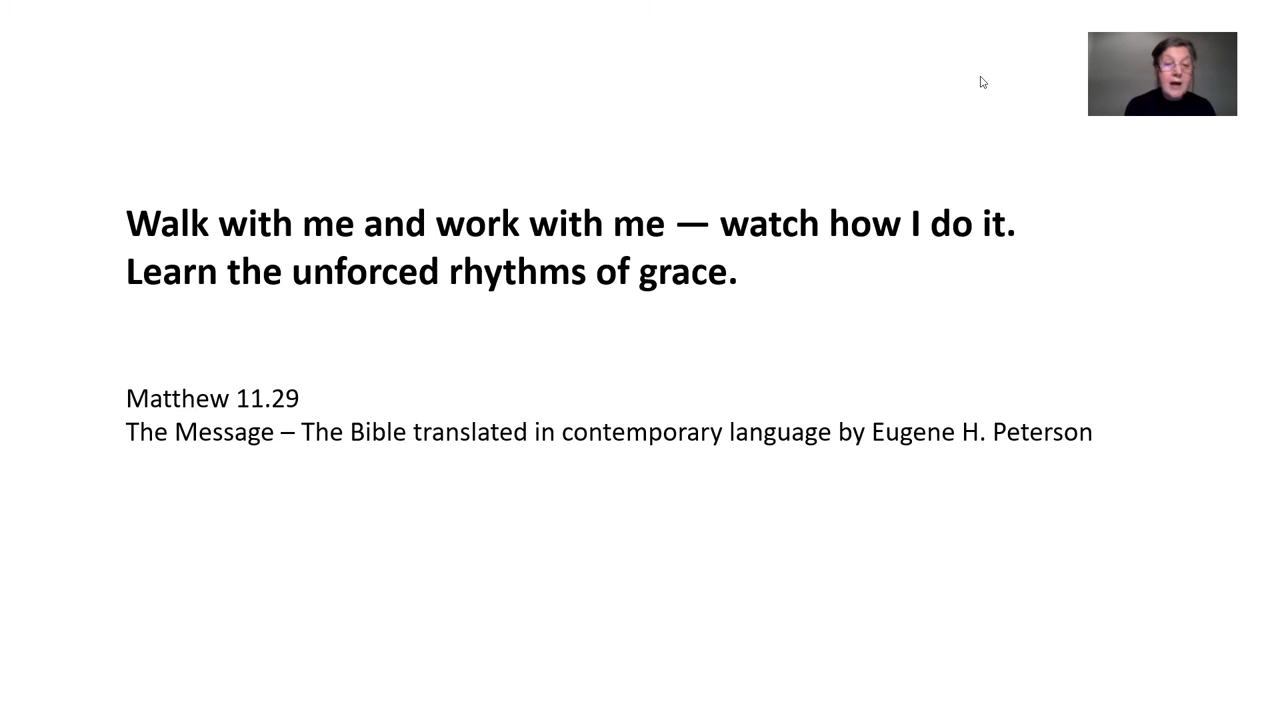 Walk with me and work with me — watch how I do it.
Learn the unforced rhythms of grace.
Matthew 11.29
The Message – The Bible translated in contemporary language by Eugene H. Peterson